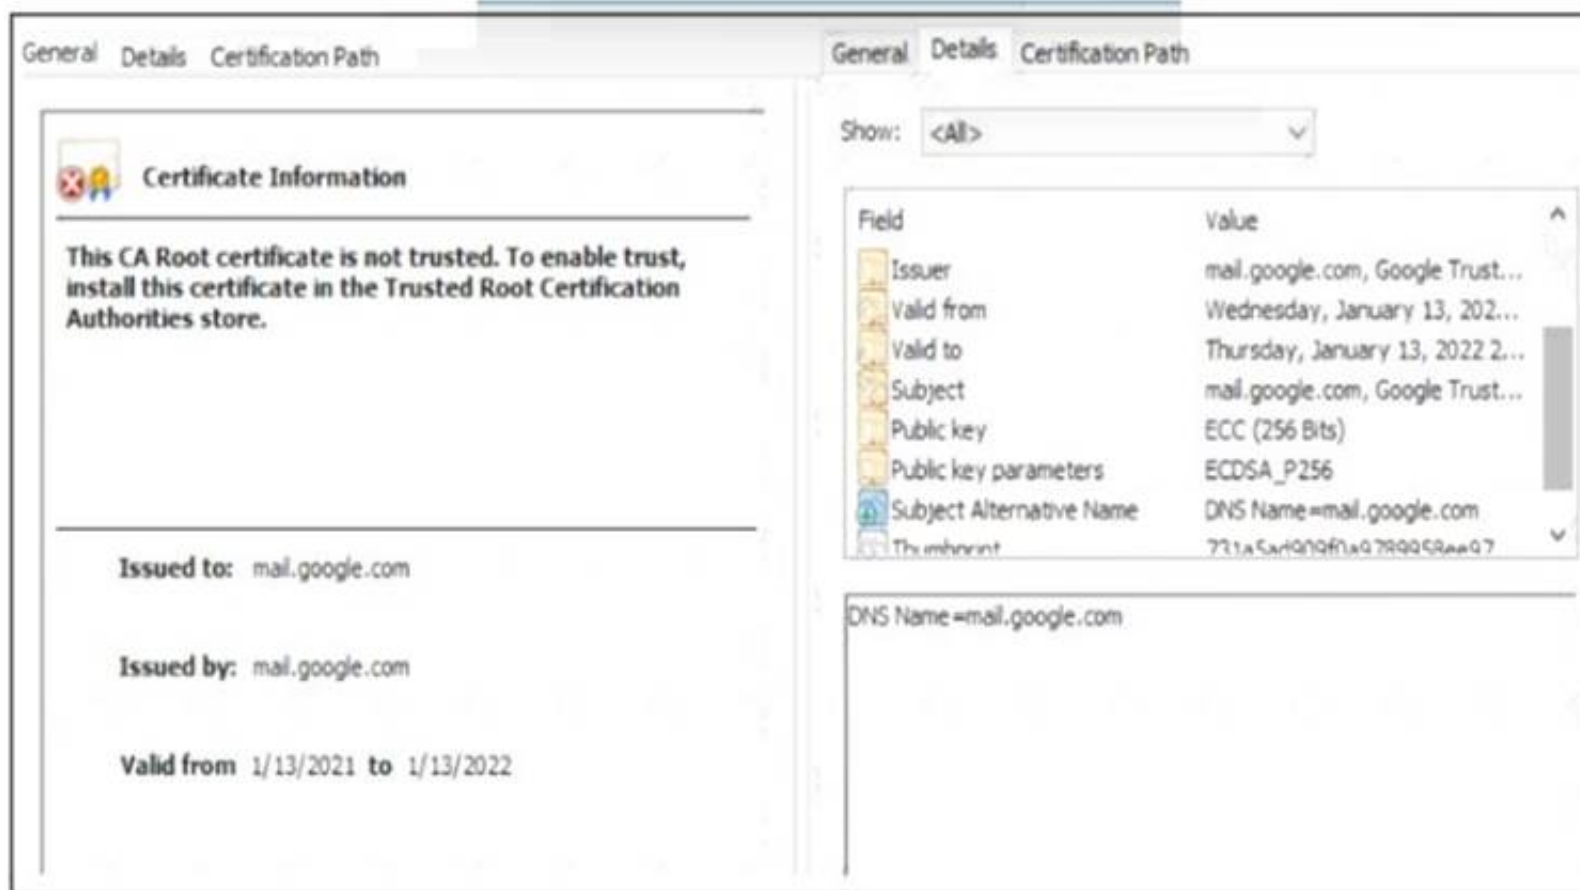 General Details Certification Path
Certificate Information
This CA Root certificate is not trusted. To enable trust,
install this certificate in the Trusted Root Certification
Authorities store.
Issued to: mail.google.com
Issued by: mail.google.com
Valid from 1/13/2021 to 1/13/2022
General Details Certification Path
Show: <All>
Field Value
Issuer mail.google.com, Google Trust...
Valid from Wednesday, January 13, 202...
Valid to Thursday, January 13, 2022 2...
Subject mail.google.com, Google Trust...
Public key ECC (256 Bits)
Public key parameters ECDSA_P256
Subject Alternative Name DNS Name=mail.google.com
Thumbprint 731a5ad909f0a9789958ee97
DNS Name=mail.google.com